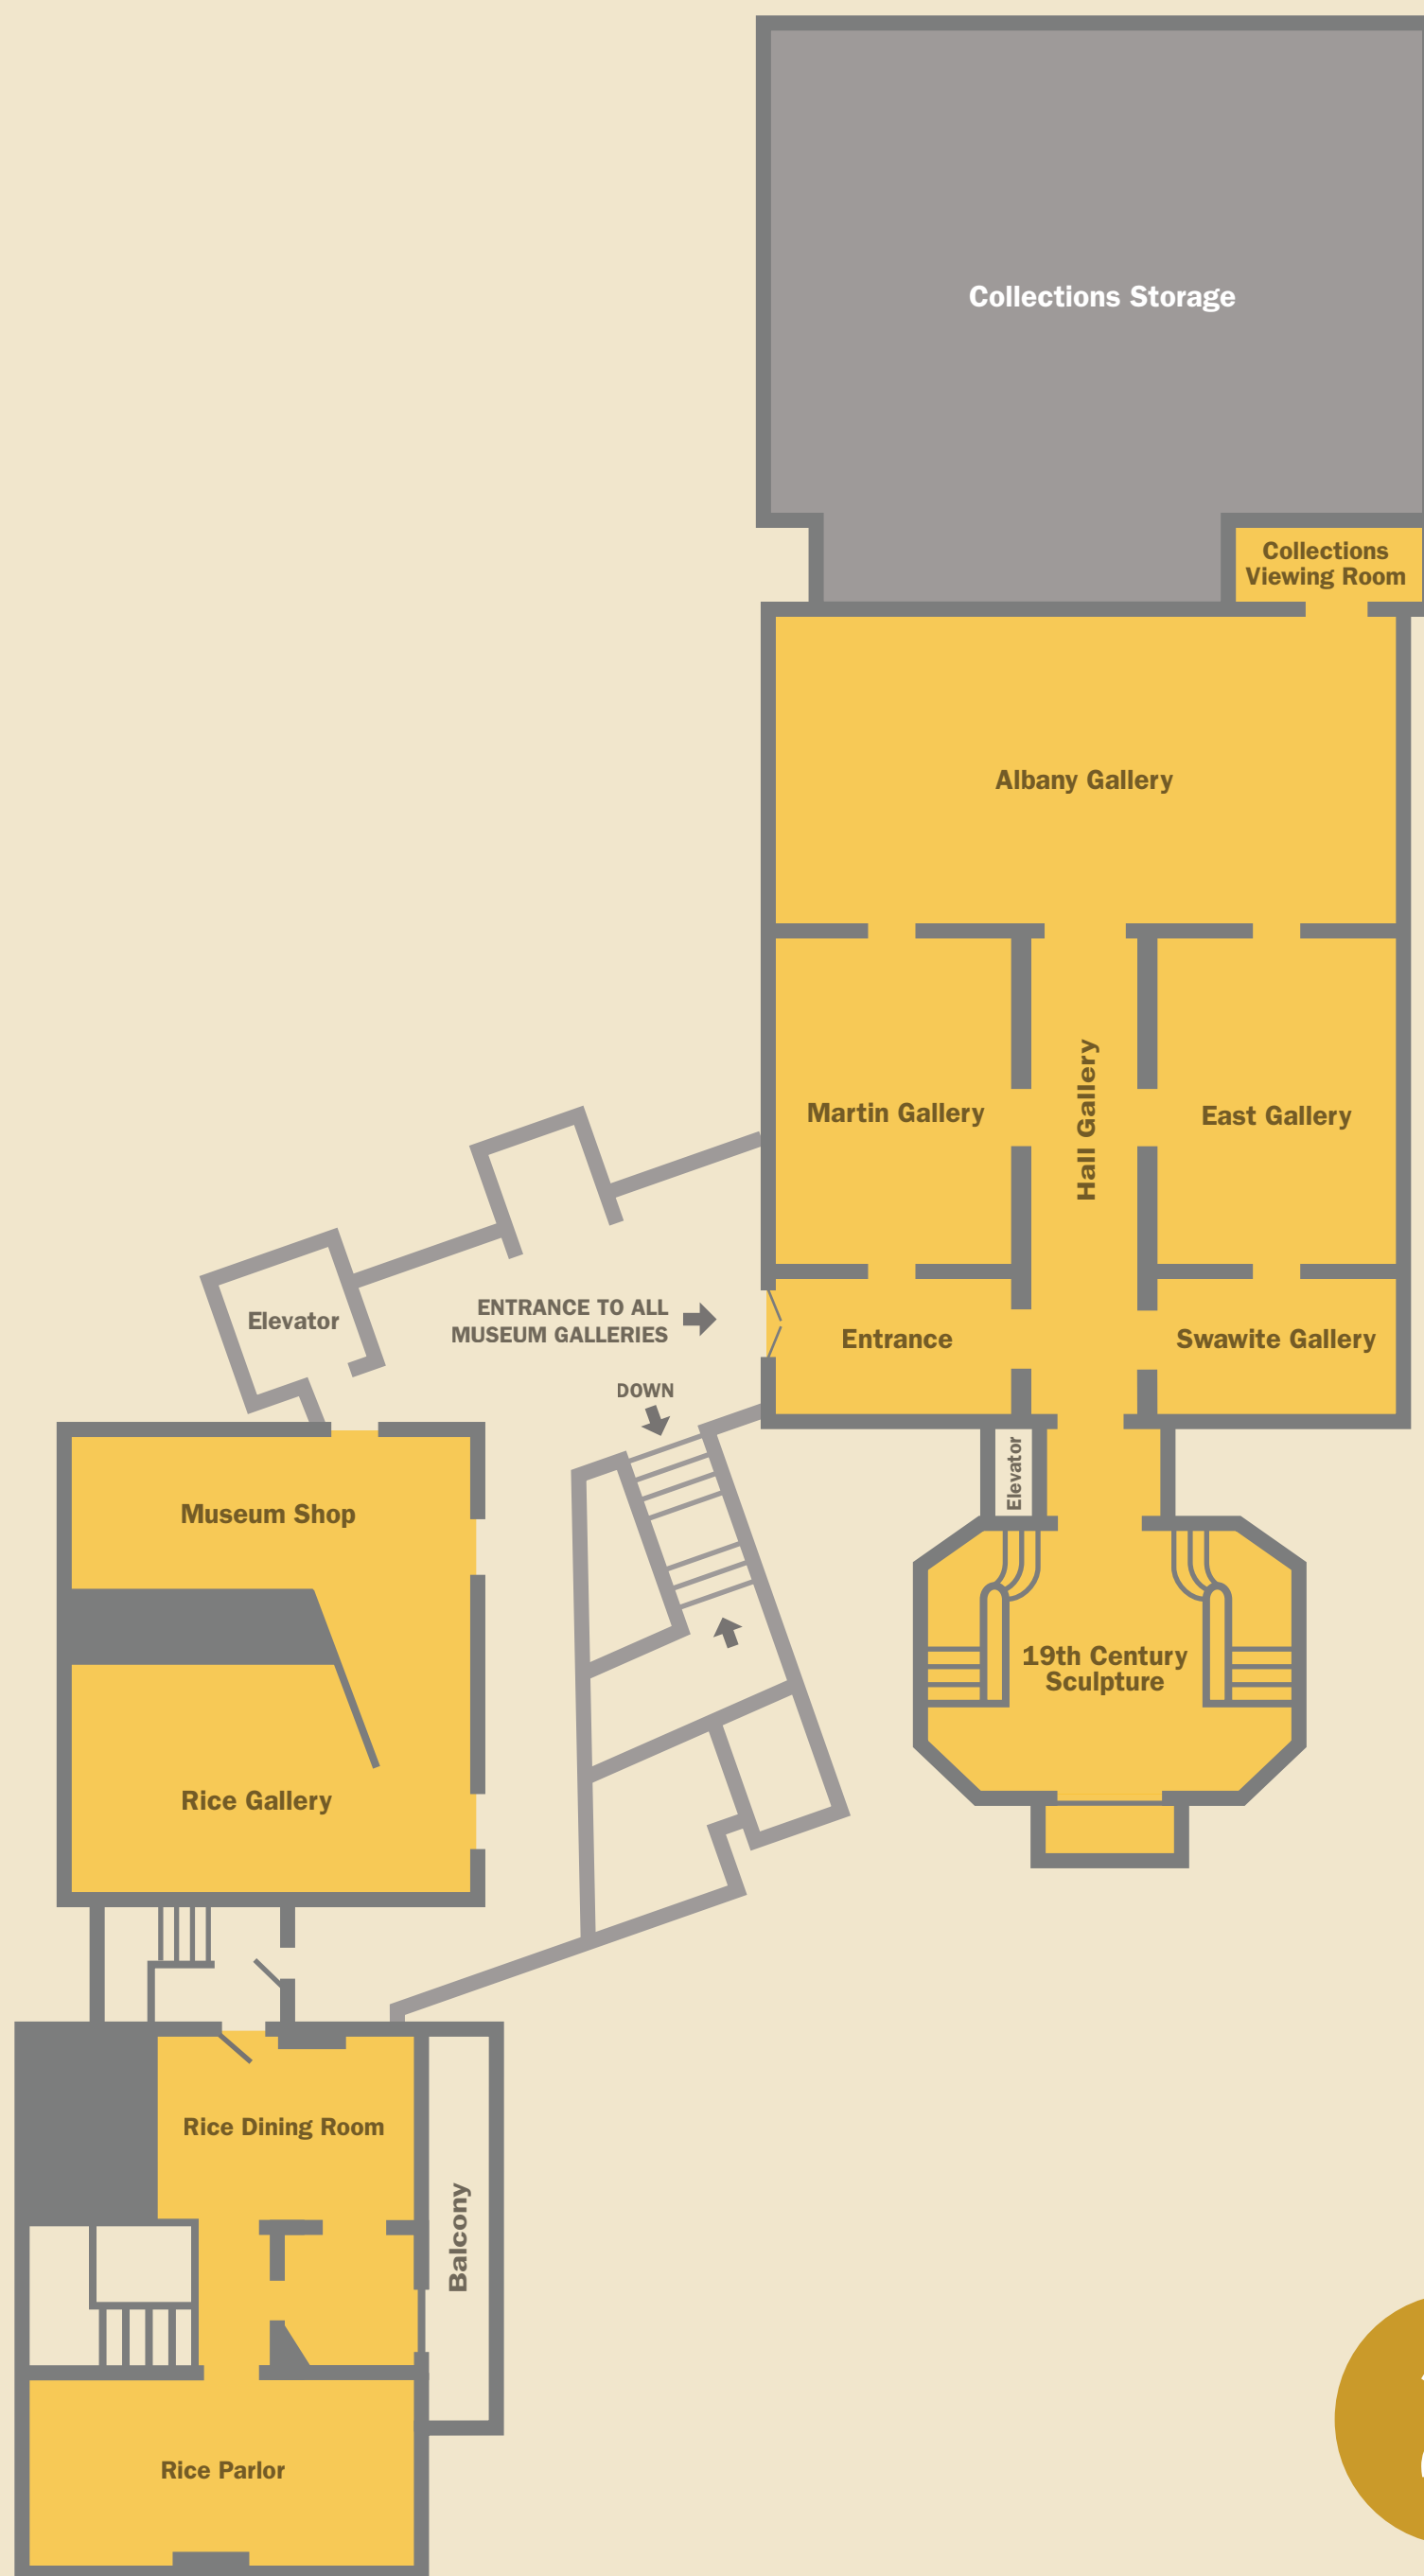 Collections Storage
Collections
Viewing Room
Albany Gallery
Martin Gallery
Hall Gallery
East Gallery
Elevator
ENTRANCE TO ALL
MUSEUM GALLERIES
Entrance
Swawite Gallery
DOWN
Elevator
Museum Shop
19th Century
Sculpture
Rice Gallery
Rice Dining Room
Balcony
Rice Parlor